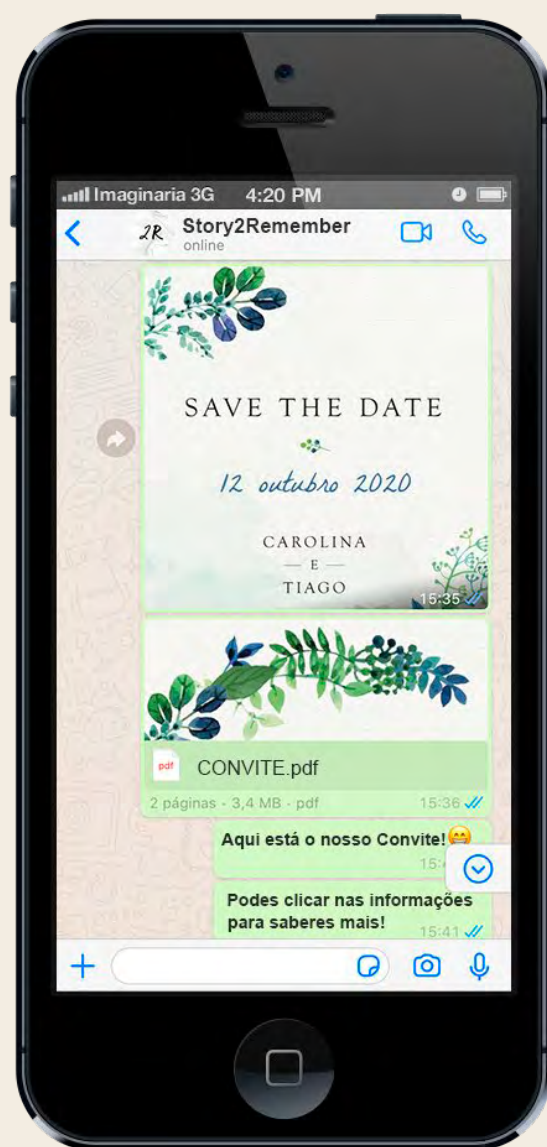 Imaginaria 3G 4:20 PM
2R Story2Remember
online
SAVE THE DATE
12 outubro 2020
CAROLINA
— E —
TIAGO
15:35
pdf CONVITE.pdf
2 páginas · 3,4 MB · pdf 15:36
Aqui está o nosso Convite!😁
Podes clicar nas informações
para saberes mais!
15:41